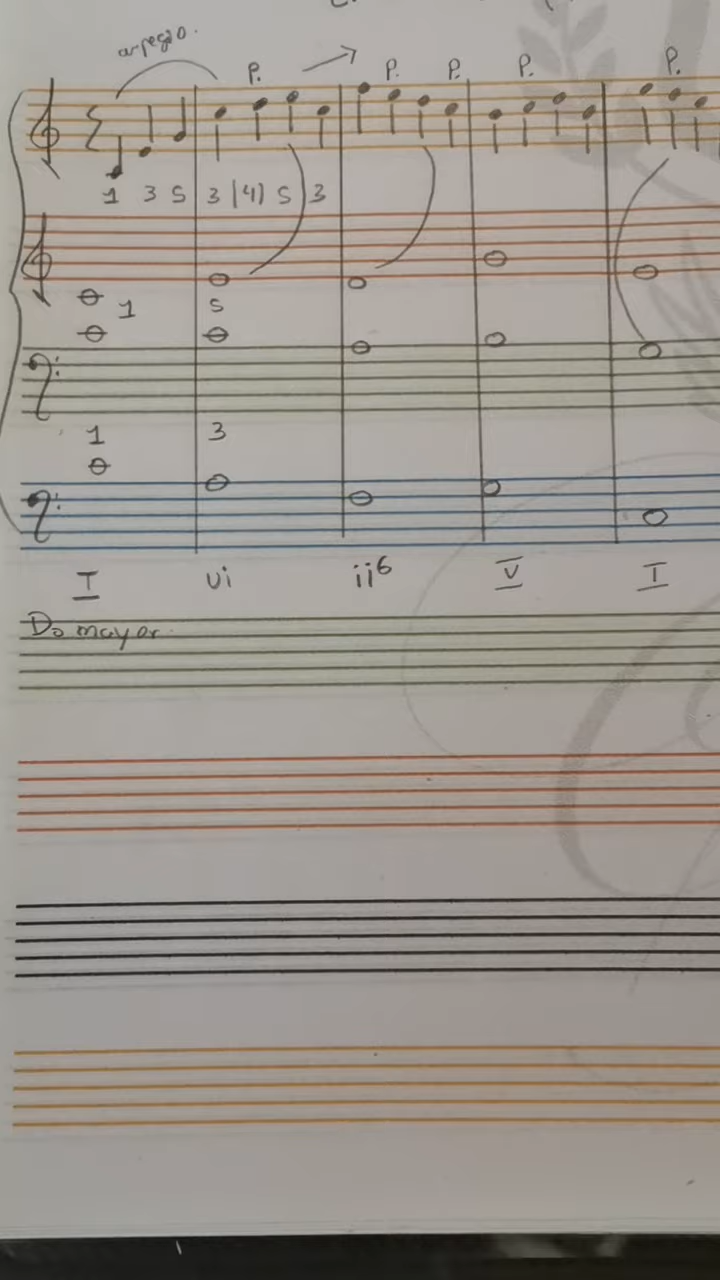 arpegio.
P. P. P. P. P.
1 3 5 3 (4) 5 3
1 5
1 3
I vi ii6 V I
Do mayor.